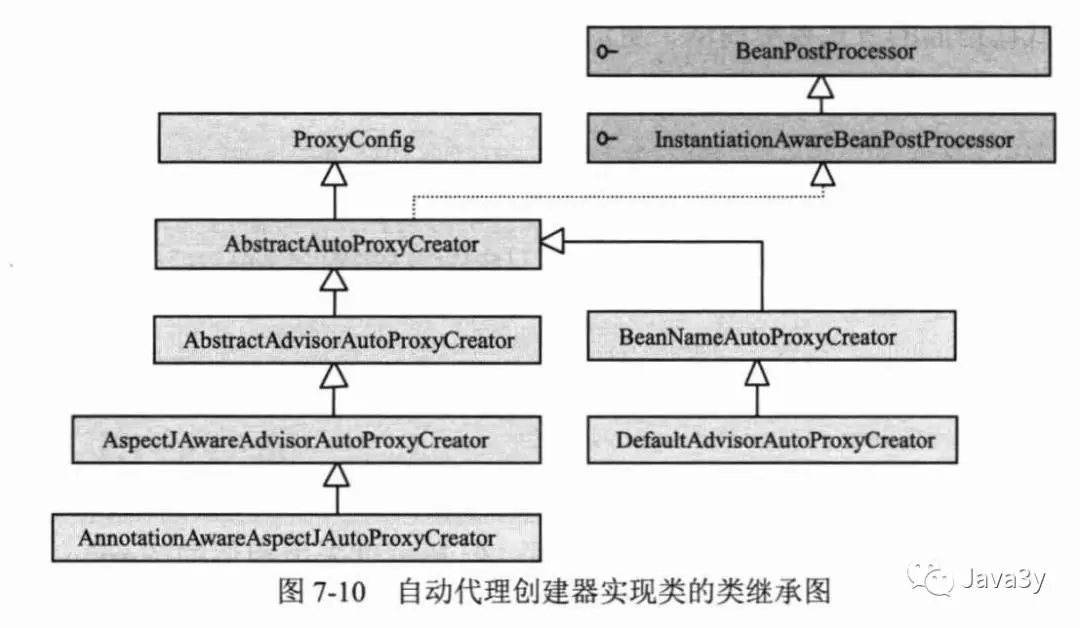 BeanPostProcessor
ProxyConfig
InstantiationAwareBeanPostProcessor
AbstractAutoProxyCreator
AbstractAdvisorAutoProxyCreator
BeanNameAutoProxyCreator
AspectJAwareAdvisorAutoProxyCreator
DefaultAdvisorAutoProxyCreator
AnnotationAwareAspectJAutoProxyCreator
图 7-10 自动代理创建器实现类的类继承图
Java3y